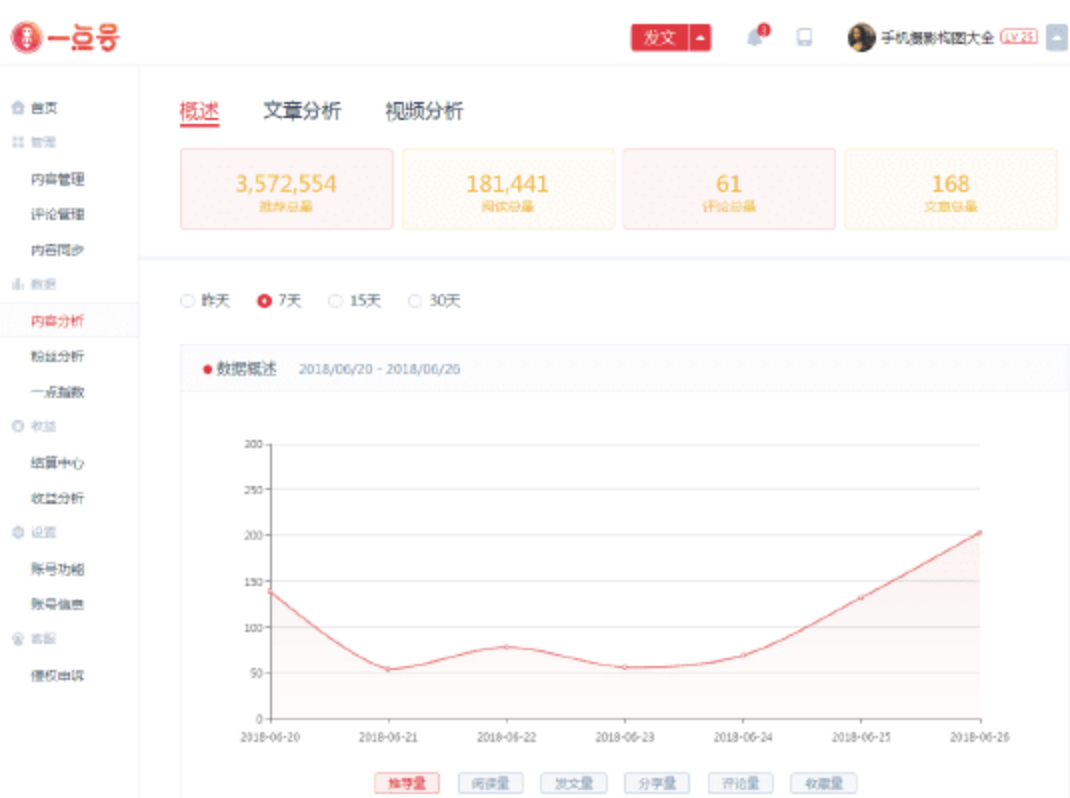 一点号
发文
3
手机摄影构图大全 LV 25
首页
管理
内容管理
评论管理
内容同步
数据
内容分析
粉丝分析
一点指数
收益
结算中心
收益分析
设置
账号功能
账号信息
客服
侵权申诉
概述 文章分析 视频分析
3,572,554
推荐总量
181,441
阅读总量
61
评论总量
168
文章总量
昨天 7天 15天 30天
数据概述 2018/06/20 - 2018/06/26
200
250
200
150
100
50
0
2018-06-20 2018-06-21 2018-06-22 2018-06-23 2018-06-24 2018-06-25 2018-06-26
推荐量 阅读量 发文量 分享量 评论量 收藏量